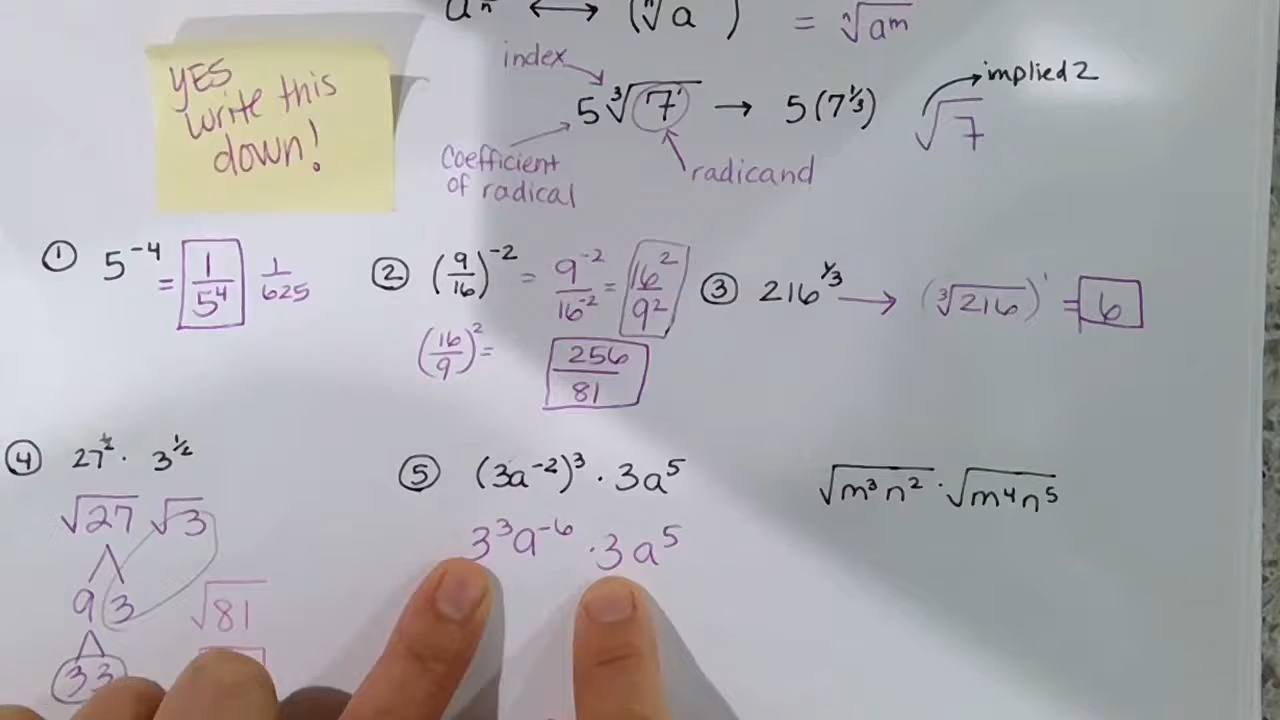 a ⁿ ⟷ (ⁿ√a ) = ⁿ√aᵐ
index
5 ³√7¹ → 5(7^⅓) √7 implied 2
coefficient of radical
radicand
YES
write this
down!
① 5⁻⁴ = 1/5⁴ 1/625
② (9/16)⁻² = 9⁻²/16⁻² = 16²/9²
(16/9)² = 256/81
③ 216^⅓ → (³√216)¹ = 6
④ 27^½ · 3^½
√27 √3
9 3
3 3
√81
⑤ (3a⁻²)³ · 3a⁵
3³a⁻⁶ · 3a⁵
√m³n² · √m⁴n⁵